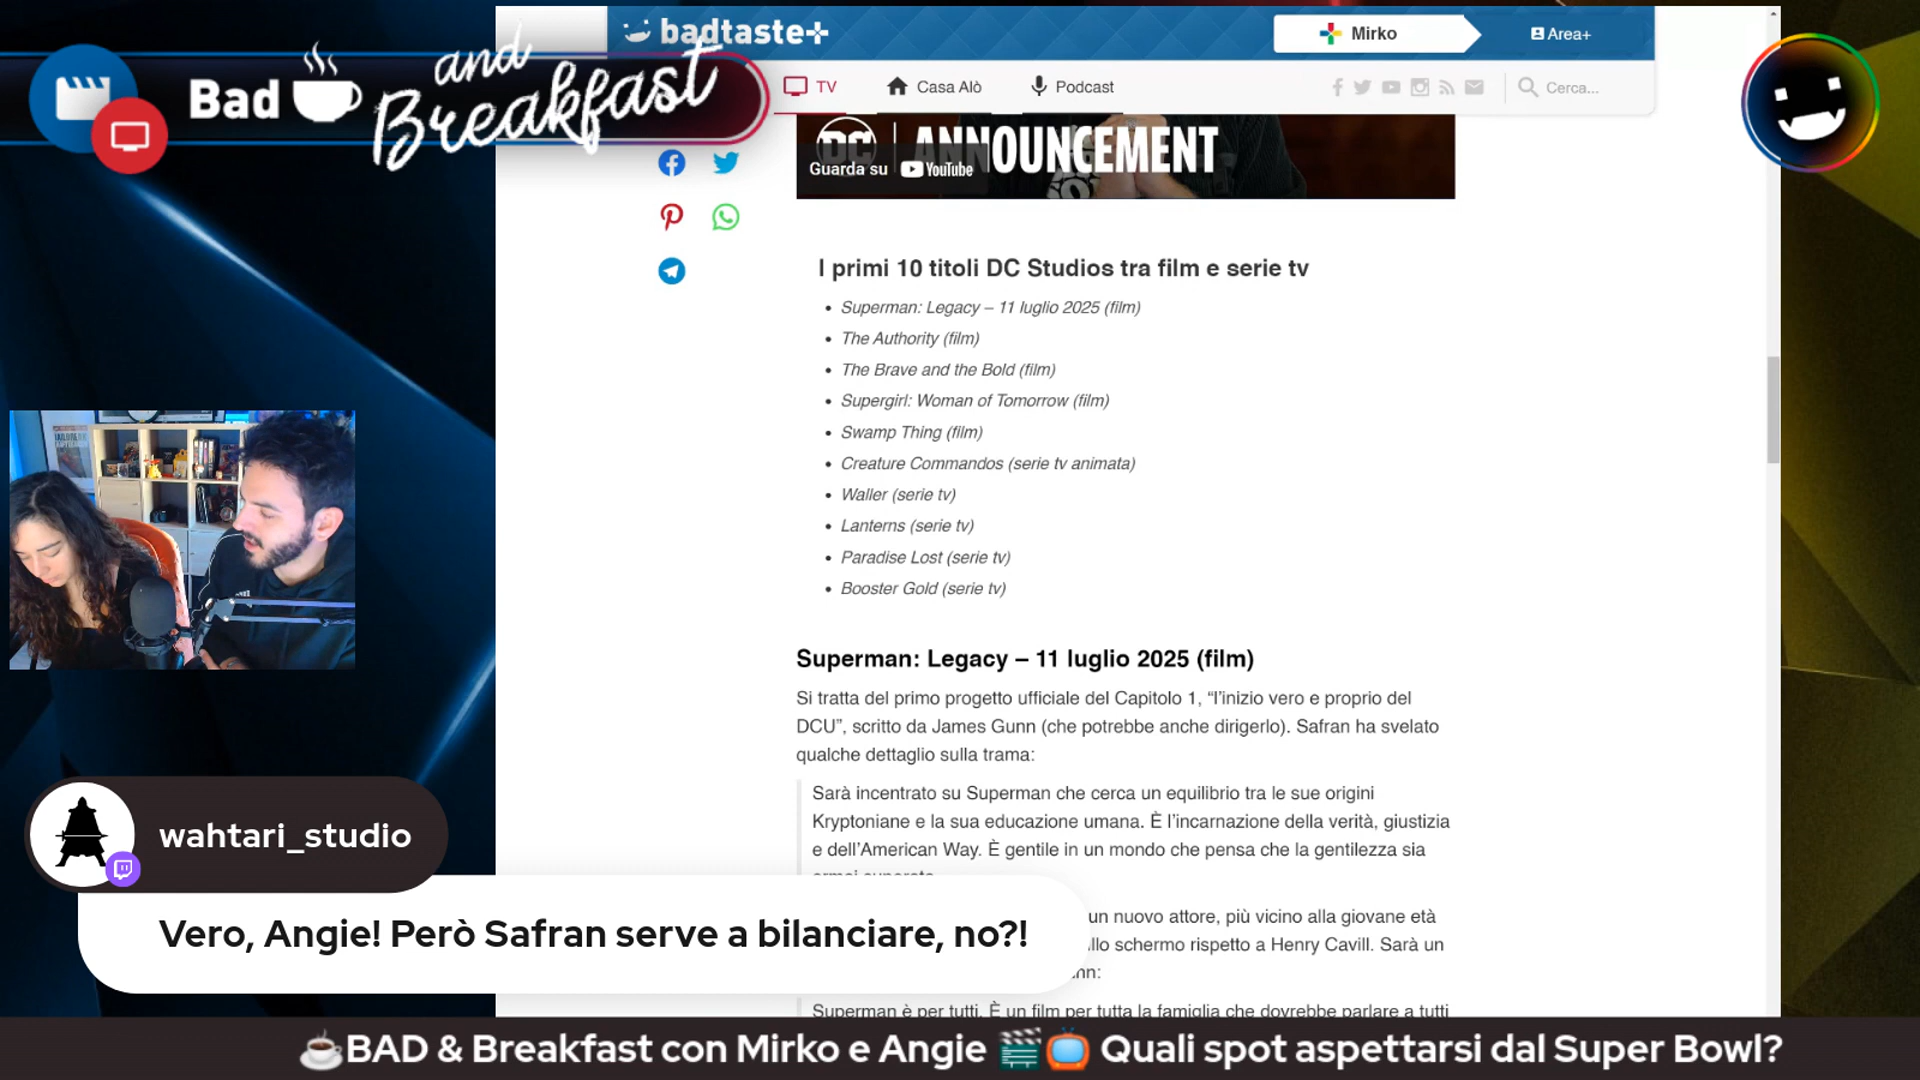 badtaste+
Mirko
Area+
Bad and Breakfast
TV
Casa Alò
Podcast
Cerca...
DC ANNOUNCEMENT
Guarda su YouTube
I primi 10 titoli DC Studios tra film e serie tv
• Superman: Legacy – 11 luglio 2025 (film)
• The Authority (film)
• The Brave and the Bold (film)
• Supergirl: Woman of Tomorrow (film)
• Swamp Thing (film)
• Creature Commandos (serie tv animata)
• Waller (serie tv)
• Lanterns (serie tv)
• Paradise Lost (serie tv)
• Booster Gold (serie tv)
Superman: Legacy – 11 luglio 2025 (film)
Si tratta del primo progetto ufficiale del Capitolo 1, “l’inizio vero e proprio del
DCU”, scritto da James Gunn (che potrebbe anche dirigerlo). Safran ha svelato
qualche dettaglio sulla trama:
Sarà incentrato su Superman che cerca un equilibrio tra le sue origini
Kryptoniane e la sua educazione umana. È l’incarnazione della verità, giustizia
e dell’American Way. È gentile in un mondo che pensa che la gentilezza sia
un nuovo attore, più vicino alla giovane età
schermo rispetto a Henry Cavill. Sarà un
Superman è per tutti. È un film per tutta la famiglia che dovrebbe parlare a tutti
wahtari_studio
Vero, Angie! Però Safran serve a bilanciare, no?!
BAD & Breakfast con Mirko e Angie Quali spot aspettarsi dal Super Bowl?